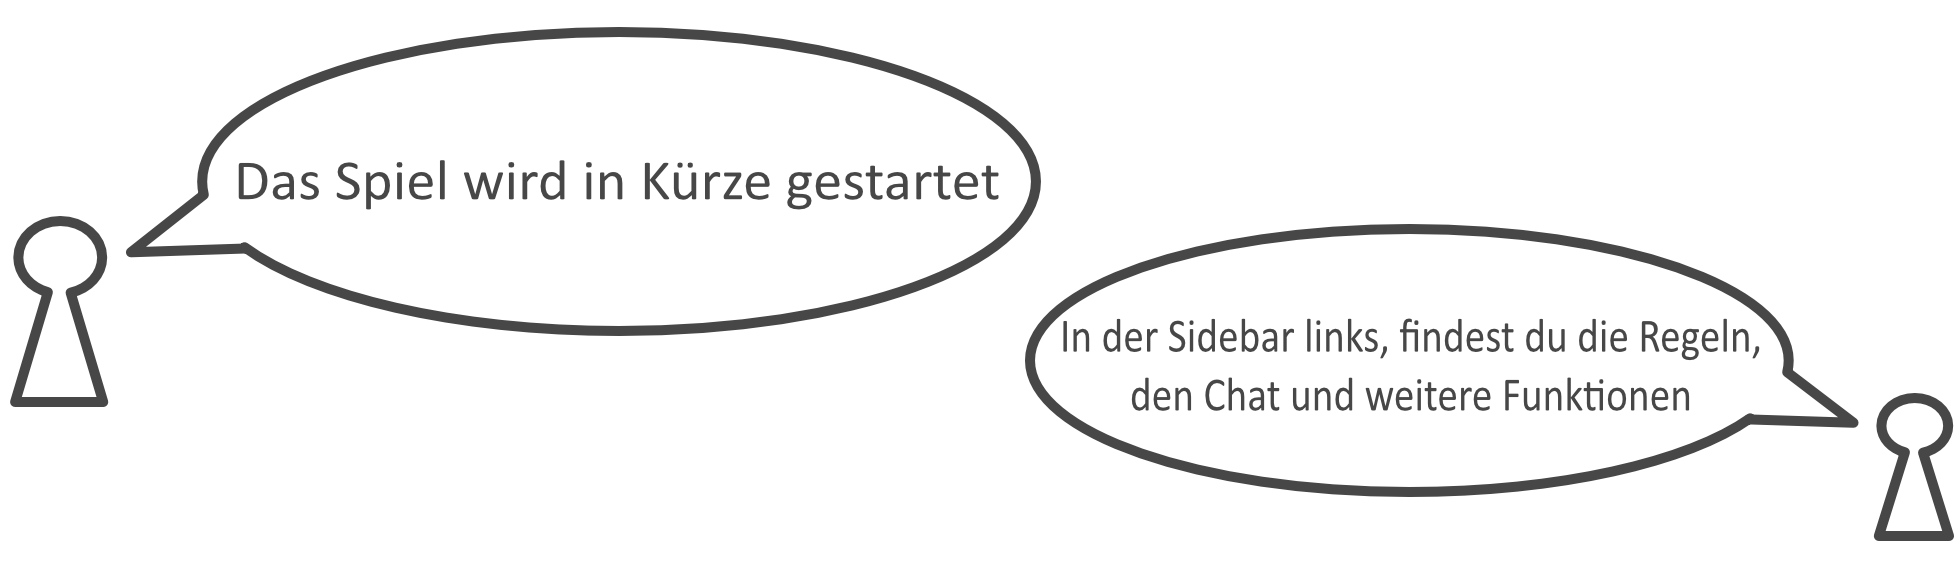 Das Spiel wird in Kürze gestartet
In der Sidebar links, findest du die Regeln,
den Chat und weitere Funktionen